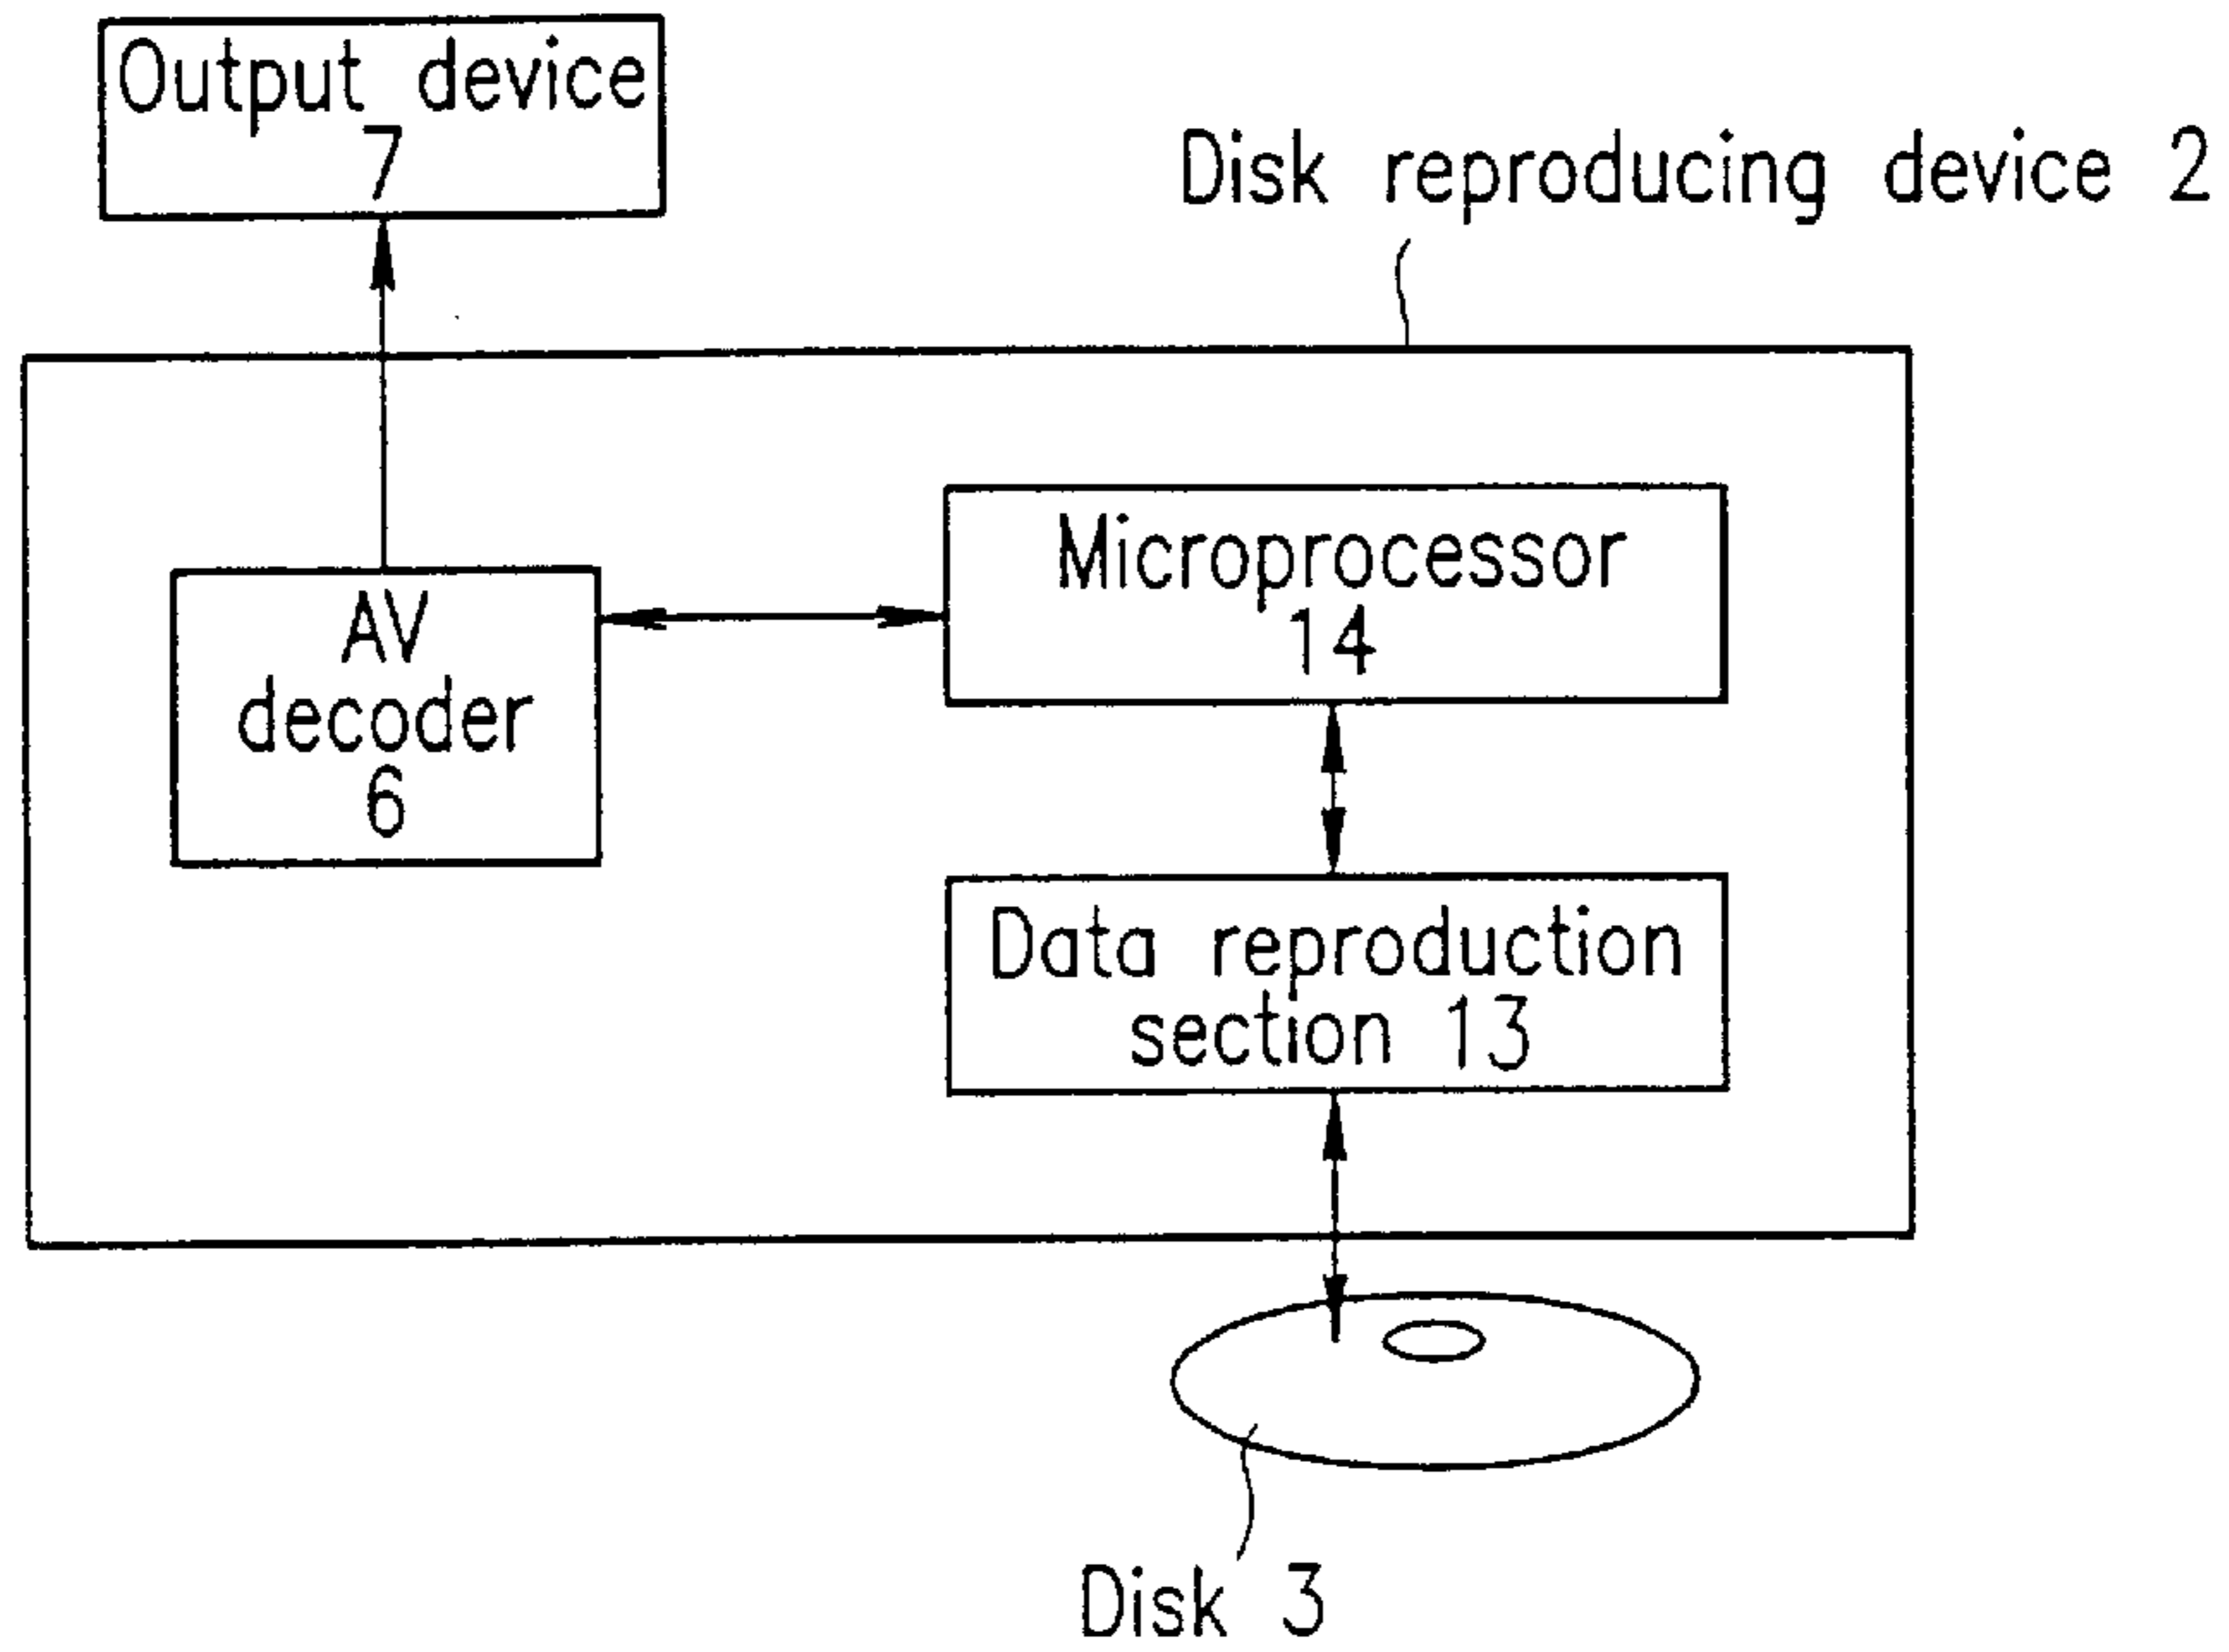 Output device
7
Disk reproducing device 2
Microprocessor
14
AV
decoder
6
Data reproduction
section 13
Disk 3